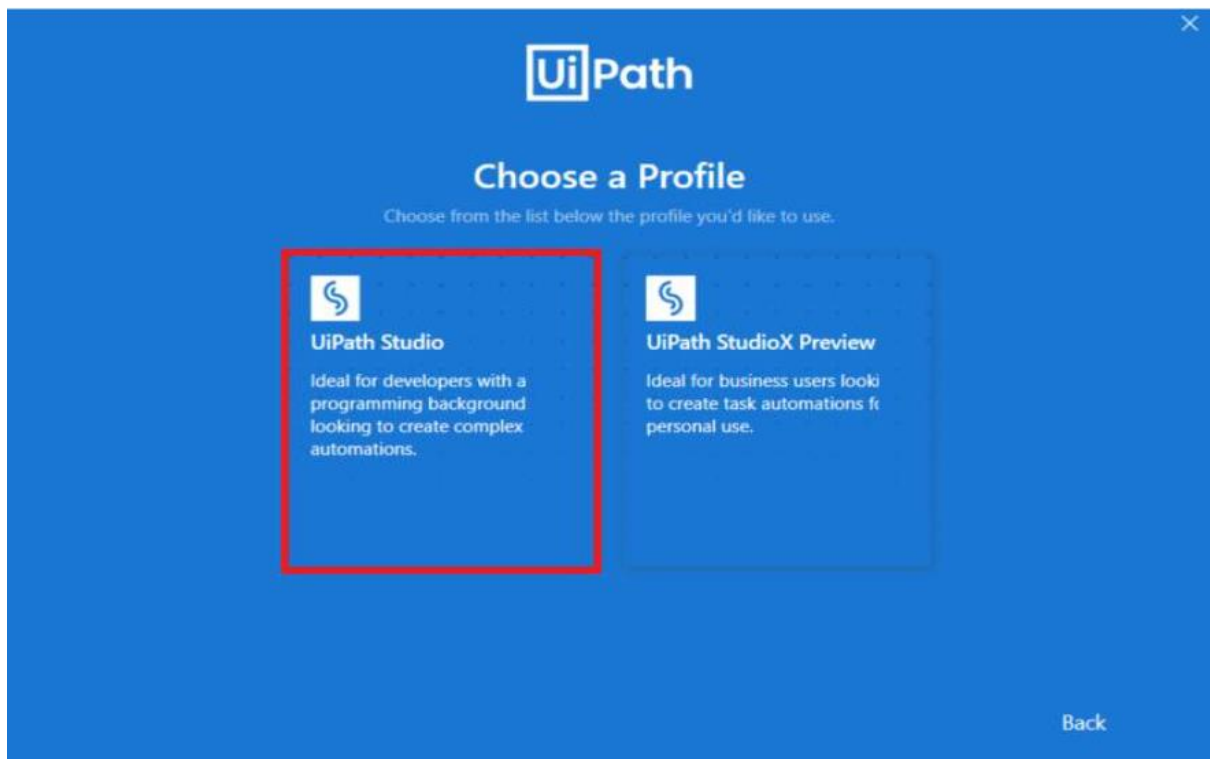 UiPath
Choose a Profile
Choose from the list below the profile you'd like to use.
UiPath Studio
Ideal for developers with a
programming background
looking to create complex
automations.
UiPath StudioX Preview
Ideal for business users looki
to create task automations fo
personal use.
Back